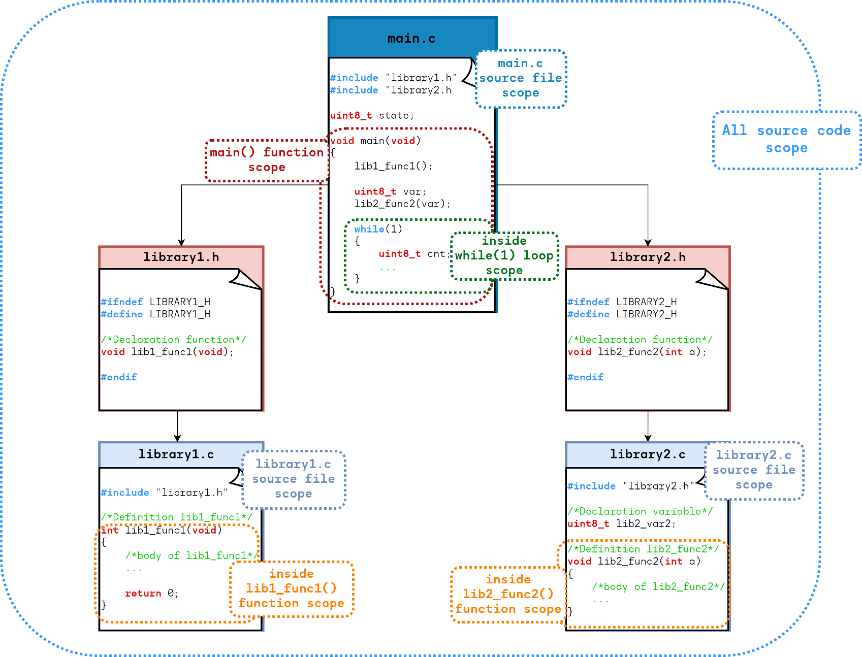 main.c
#include "library1.h"
#include "library2.h
uint8_t state;
void main(void)
{
lib1_func1();
uint8_t var;
lib2_func2(var);
while(1)
{
uint8_t cnt;
...
}
}
main.c
source file
scope
All source code
scope
main() function
scope
inside
while(1) loop
scope
library1.h
#ifndef LIBRARY1_H
#define LIBRARY1_H
/*Declaration function*/
void lib1_func1(void);
#endif
library2.h
#ifndef LIBRARY2_H
#define LIBRARY2_H
/*Declaration function*/
void lib2_func2(int a);
#endif
library1.c
#include "library1.h"
/*Definition lib1_func1*/
int lib1_func1(void)
{
/*body of lib1_func1*/
...
return 0;
}
library1.c
source file
scope
inside
lib1_func1()
function scope
library2.c
#include "library2.h"
/*Declaration variable*/
uint8_t lib2_var2;
/*Definition lib2_func2*/
void lib2_func2(int a)
{
/*body of lib2_func2*/
...
}
library2.c
source file
scope
inside
lib2_func2()
function scope